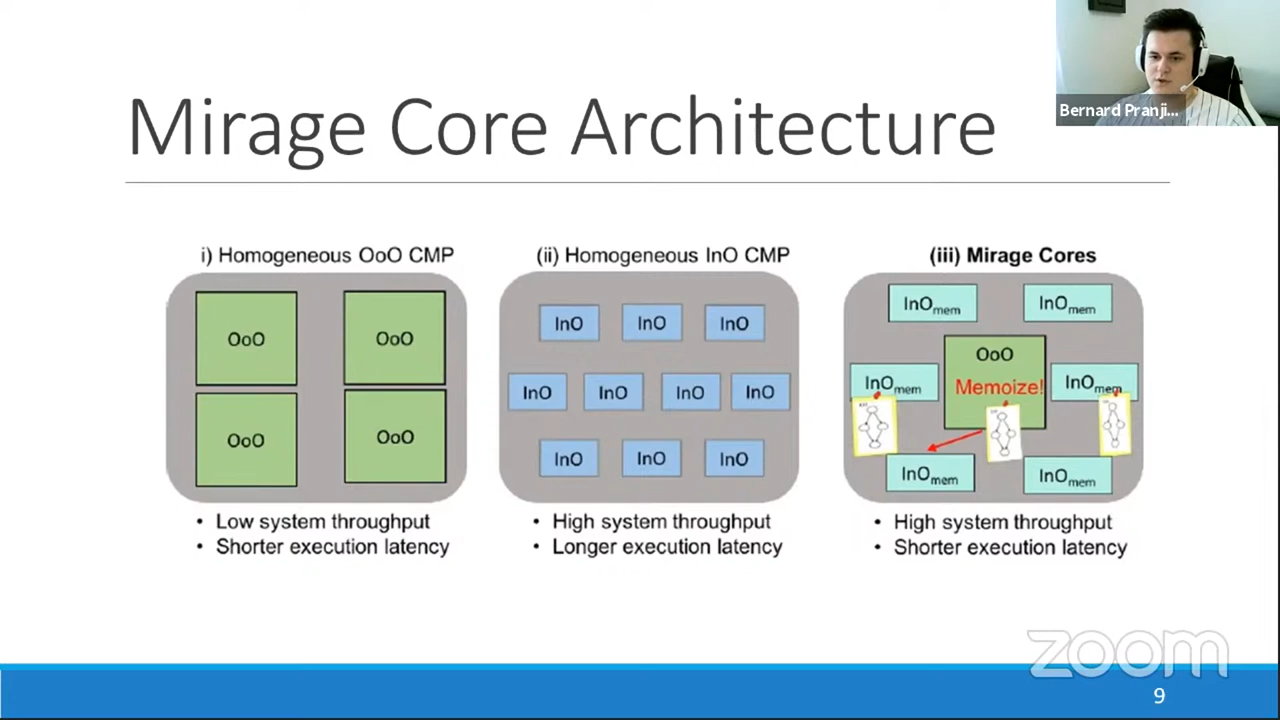 Bernard Pranji...
Mirage Core Architecture
i) Homogeneous OoO CMP
OoO
OoO
OoO
OoO
• Low system throughput
• Shorter execution latency
(ii) Homogeneous InO CMP
InO
InO
InO
InO
InO
InO
InO
InO
InO
InO
• High system throughput
• Longer execution latency
(iii) Mirage Cores
InOmem
InOmem
OoO
Memoize!
InOmem
InOmem
InOmem
InOmem
• High system throughput
• Shorter execution latency
zoom
9